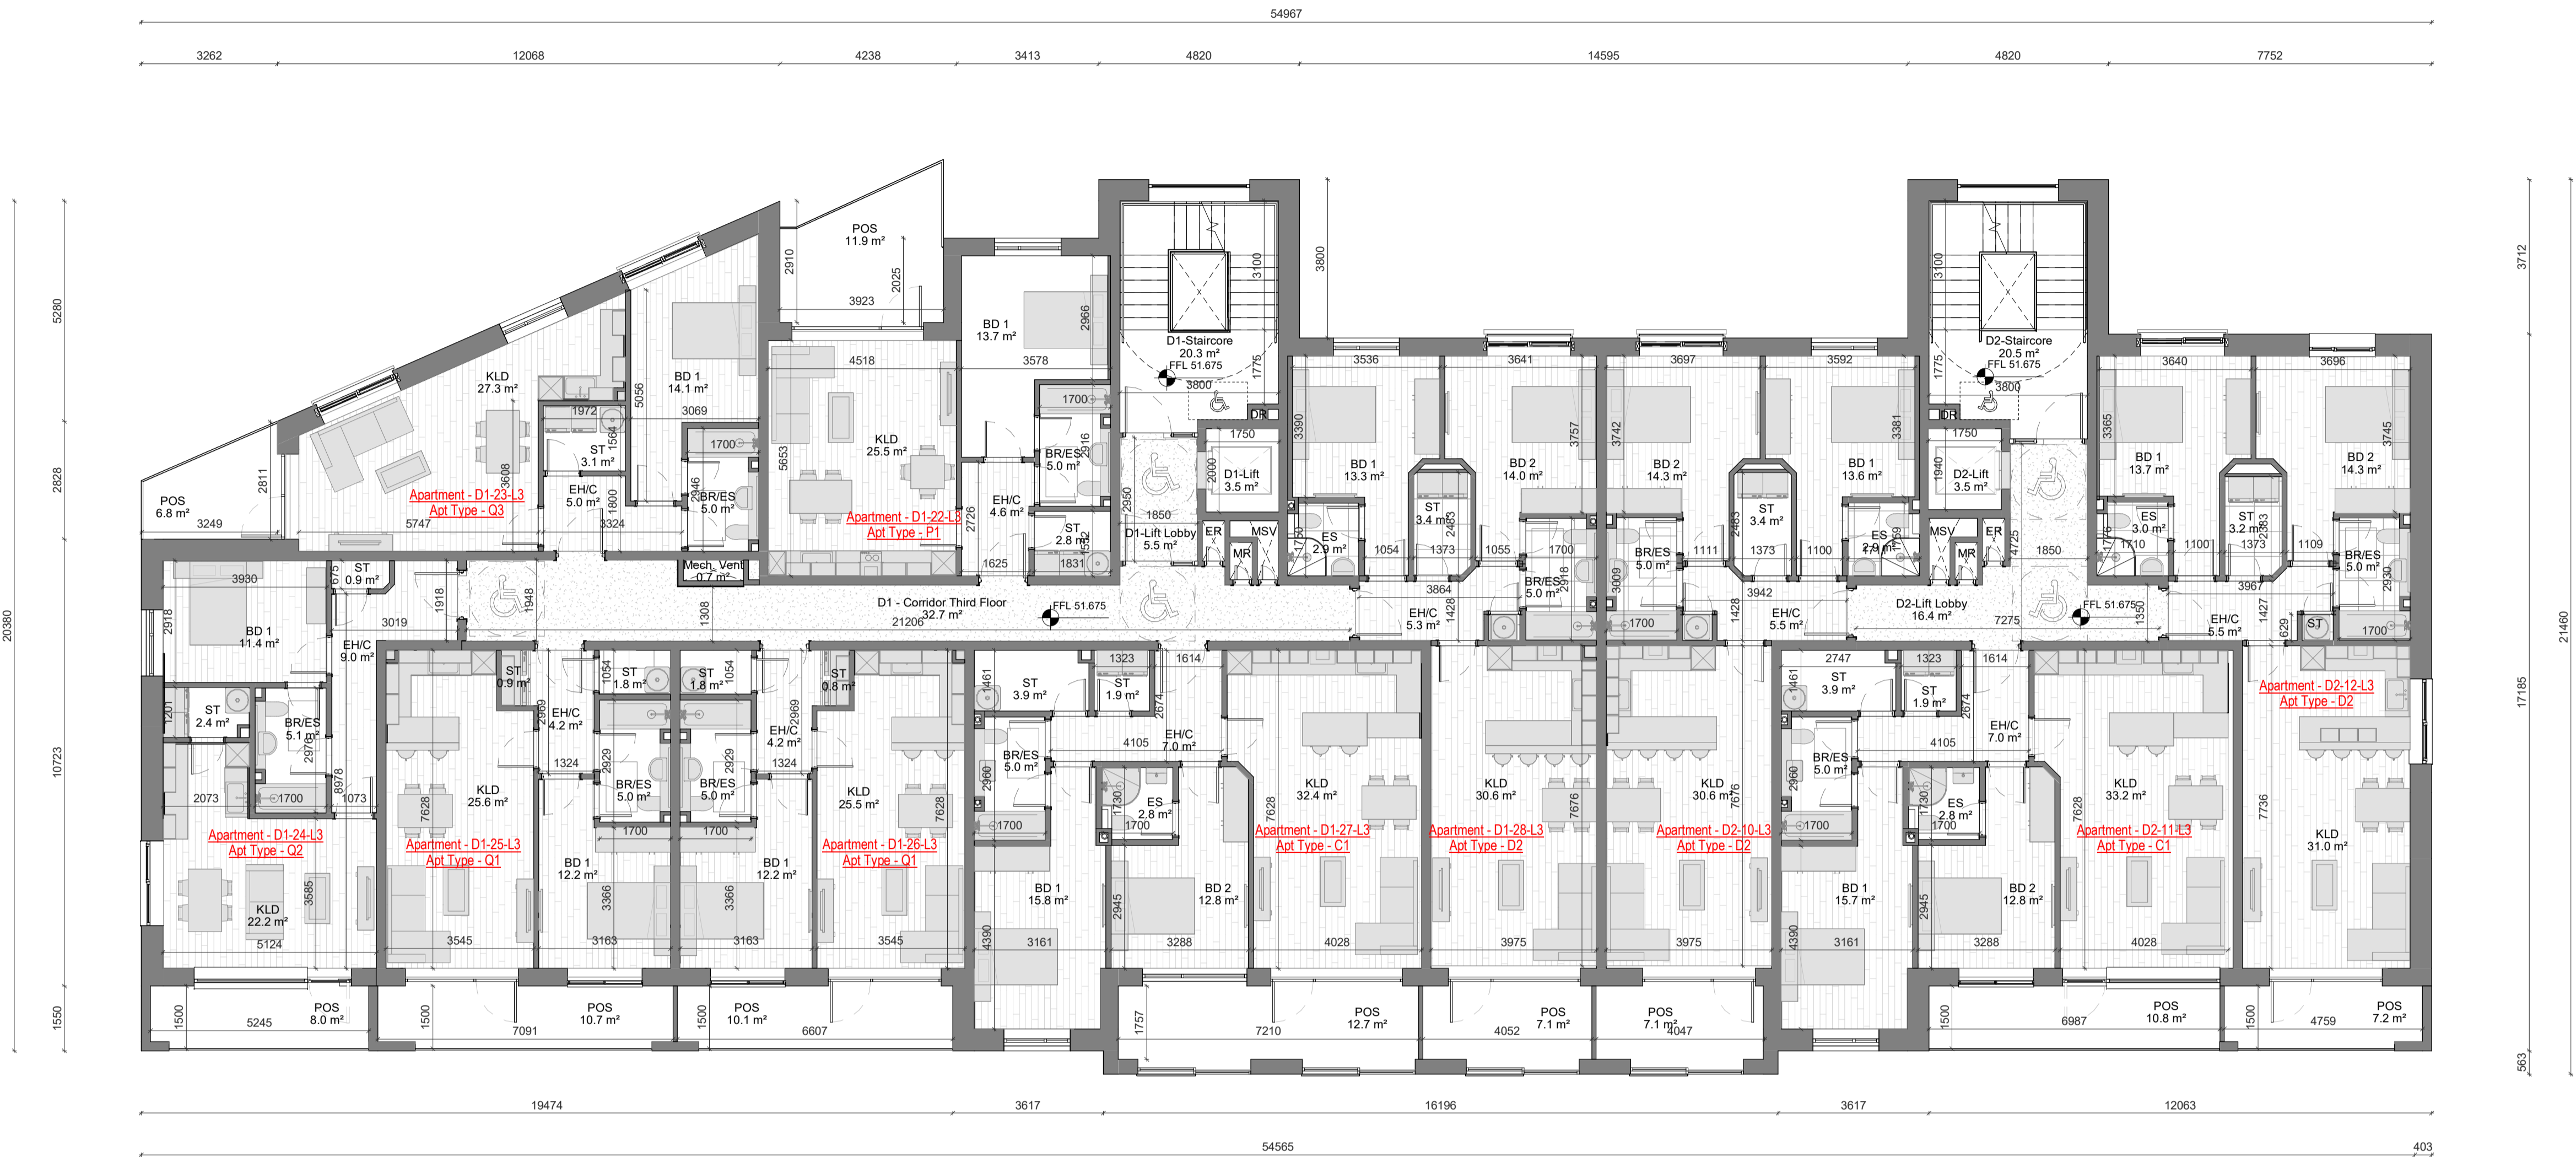 54967
3262
12068
4238
3413
4820
14595
4820
7752
20380
5280
2828
10723
1550
3712
17185
563
21460
POS
11.9 m²
2910
2025
3923
3800
3100
1775
D1-Staircore
20.3 m²
FFL 51.675
3800
3100
1775
D2-Staircore
20.5 m²
FFL 51.675
3800
DR
DR
KLD
27.3 m²
1972
1564
ST
3.1 m²
3608
5056
BD 1
14.1 m²
3069
1700
2946
BR/ES
5.0 m²
EH/C
5.0 m²
1800
3324
POS
6.8 m²
2811
3249
5747
Apartment - D1-23-L3
Apt Type - Q3
4518
5653
KLD
25.5 m²
Apartment - D1-22-L3
Apt Type - P1
BD 1
13.7 m²
2966
3578
1700
2916
BR/ES
5.0 m²
EH/C
4.6 m²
2726
ST
2.8 m²
1552
1625
1831
1750
2000
D1-Lift
3.5 m²
2950
1850
D1-Lift Lobby
5.5 m²
ER
MR
MSV
3536
3390
BD 1
13.3 m²
ES
2.9 m²
1750
1054
ST
3.4 m²
2483
1373
1055
3641
3757
BD 2
14.0 m²
1700
2918
BR/ES
5.0 m²
3864
EH/C
5.3 m²
1428
3697
3742
BD 2
14.3 m²
BR/ES
5.0 m²
3009
1700
1111
2483
ST
3.4 m²
1373
1100
3942
1428
EH/C
5.5 m²
3592
3381
BD 1
13.6 m²
ES
2.9 m²
1759
1750
1940
D2-Lift
3.5 m²
MSV
MR
ER
4725
1850
D2-Lift Lobby
16.4 m²
7275
FFL 51.675
1350
3640
3365
BD 1
13.7 m²
1776
1710
ES
3.0 m²
1100
ST
3.2 m²
2383
1373
1109
3696
3745
BD 2
14.3 m²
BR/ES
5.0 m²
2930
1700
3967
EH/C
5.5 m²
1427
1629
ST
Mech. Vent
0.7 m²
D1 - Corridor Third Floor
32.7 m²
FFL 51.675
1308
21206
1948
1918
3019
ST
0.9 m²
675
3930
2918
BD 1
11.4 m²
EH/C
9.0 m²
1201
ST
2.4 m²
BR/ES
5.1 m²
2976
8978
2073
1700
1073
Apartment - D1-24-L3
Apt Type - Q2
3585
KLD
22.2 m²
5124
ST
0.9 m²
2969
EH/C
4.2 m²
1054
ST
1.8 m²
KLD
25.6 m²
7628
1324
2929
BR/ES
5.0 m²
1700
Apartment - D1-25-L3
Apt Type - Q1
BD 1
12.2 m²
3366
3545
3163
ST
1.8 m²
1054
ST
0.8 m²
2969
EH/C
4.2 m²
2929
BR/ES
5.0 m²
1324
1700
KLD
25.5 m²
7628
Apartment - D1-26-L3
Apt Type - Q1
BD 1
12.2 m²
3366
3163
3545
1461
ST
3.9 m²
1323
ST
1.9 m²
1614
2674
EH/C
7.0 m²
4105
BR/ES
5.0 m²
2960
1700
1730
ES
2.8 m²
1700
KLD
32.4 m²
7628
Apartment - D1-27-L3
Apt Type - C1
BD 1
15.8 m²
4390
3161
BD 2
12.8 m²
2945
3288
4028
KLD
30.6 m²
7676
Apartment - D1-28-L3
Apt Type - D2
3975
KLD
30.6 m²
7676
Apartment - D2-10-L3
Apt Type - D2
3975
2747
1461
ST
3.9 m²
1323
ST
1.9 m²
1614
2674
EH/C
7.0 m²
4105
BR/ES
5.0 m²
2960
1700
1730
ES
2.8 m²
1700
KLD
33.2 m²
7628
Apartment - D2-11-L3
Apt Type - C1
BD 1
15.7 m²
4390
3161
BD 2
12.8 m²
2945
3288
4028
Apartment - D2-12-L3
Apt Type - D2
7736
KLD
31.0 m²
1500
5245
POS
8.0 m²
1500
7091
POS
10.7 m²
1500
POS
10.1 m²
6607
1757
7210
POS
12.7 m²
4052
POS
7.1 m²
POS
7.1 m²
4047
1500
6987
POS
10.8 m²
1500
4759
POS
7.2 m²
19474
3617
16196
3617
12063
54565
403